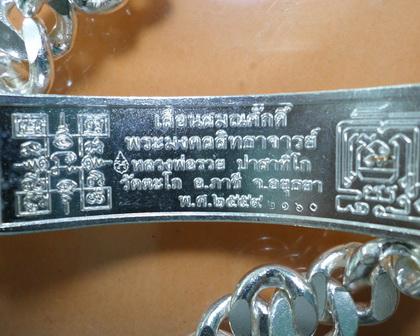 เลื่อนสมณศักดิ์
พระมงคลสิทธาจารย์
หลวงพ่อรวย ปาสาทิโก
วัดตะโก อ.ภาชี จ.อยุธยา
พ.ศ.๒๕๕๙ ๒๑๖๐